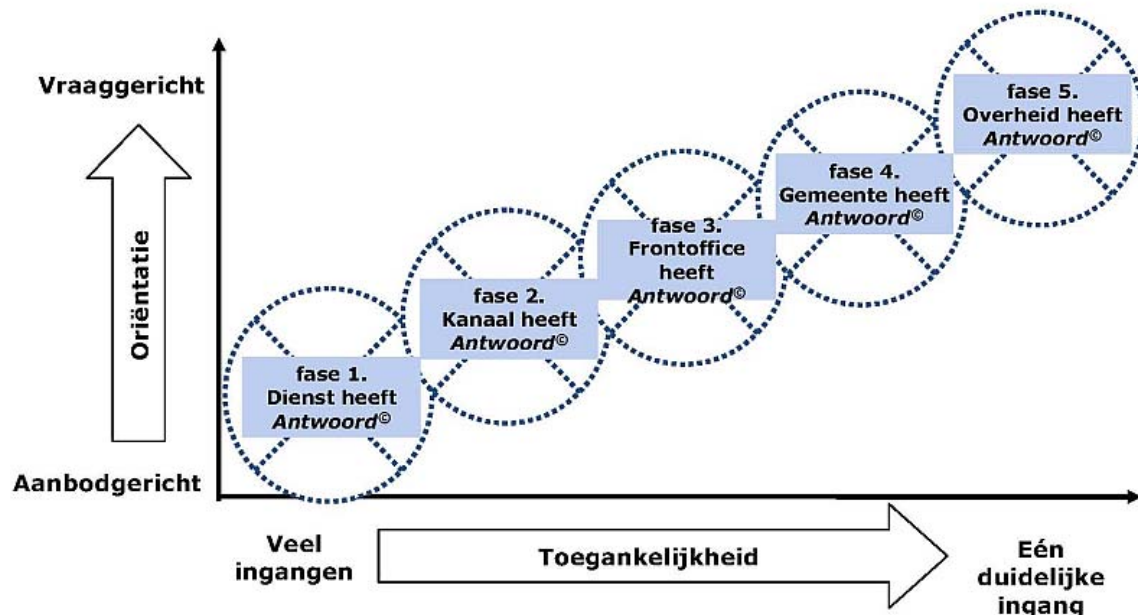 Vraaggericht
Oriëntatie
Aanbodgericht
fase 1.
Dienst heeft
Antwoord©
fase 2.
Kanaal heeft
Antwoord©
fase 3.
Frontoffice
heeft
Antwoord©
fase 4.
Gemeente heeft
Antwoord©
fase 5.
Overheid heeft
Antwoord©
Veel
ingangen
Toegankelijkheid
Eén
duidelijke
ingang